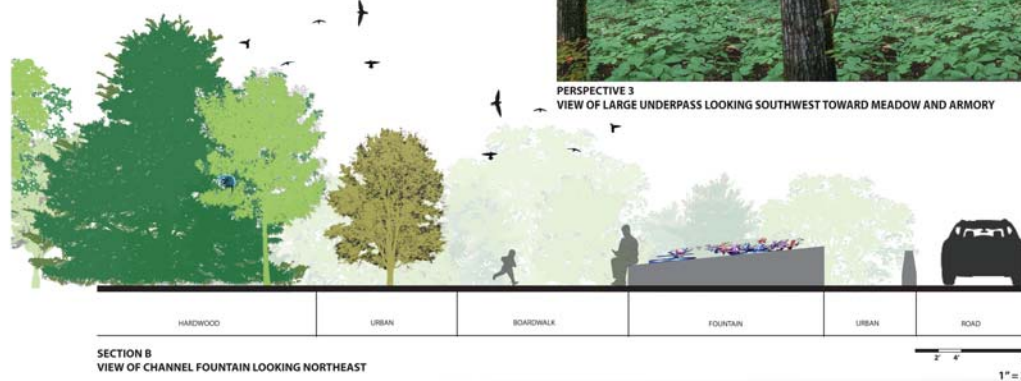 PERSPECTIVE 3
VIEW OF LARGE UNDERPASS LOOKING SOUTHWEST TOWARD MEADOW AND ARMORY
HARDWOOD URBAN BOARDWALK FOUNTAIN URBAN ROAD
SECTION B
VIEW OF CHANNEL FOUNTAIN LOOKING NORTHEAST
2' 4'
1" =